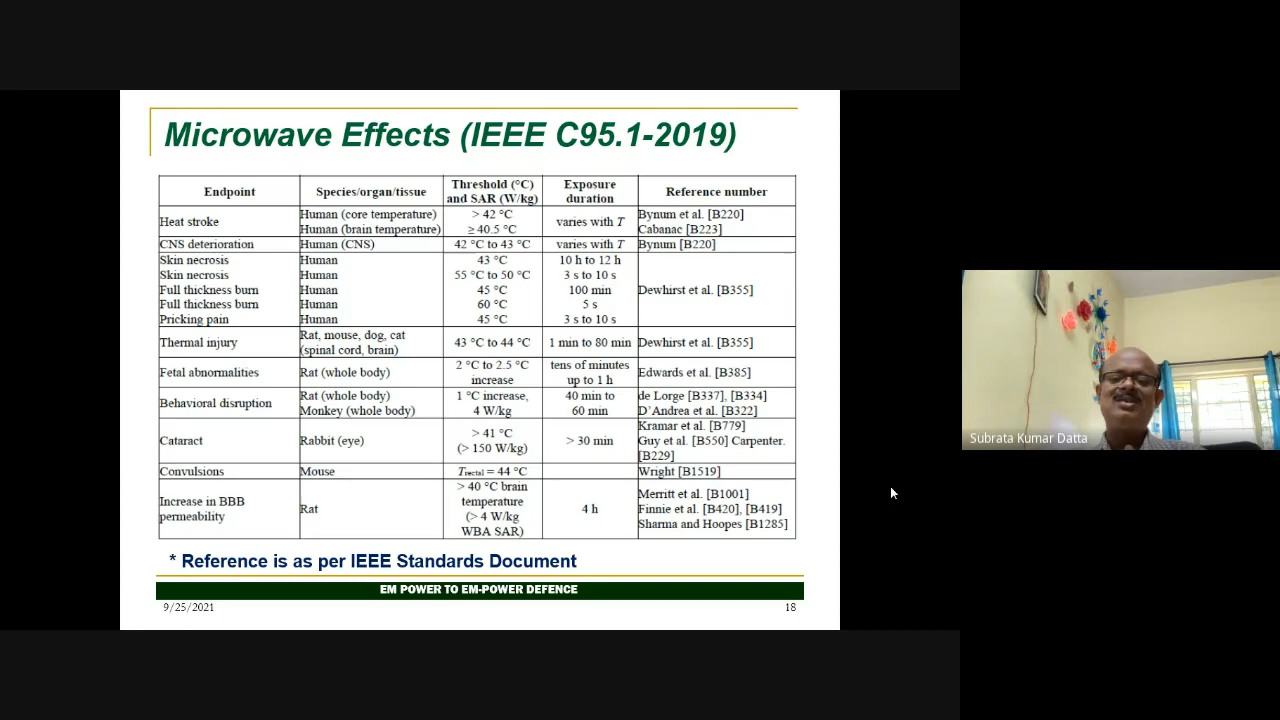 Microwave Effects (IEEE C95.1-2019)
Endpoint Species/organ/tissue Threshold (°C) and SAR (W/kg) Exposure duration Reference number
Heat stroke Human (core temperature) > 42 °C varies with T Bynum et al. [B220]
Human (brain temperature) ≥ 40.5 °C Cabanac [B223]
CNS deterioration Human (CNS) 42 °C to 43 °C varies with T Bynum [B220]
Skin necrosis Human 43 °C 10 h to 12 h
Skin necrosis Human 55 °C to 50 °C 3 s to 10 s
Full thickness burn Human 45 °C 100 min Dewhirst et al. [B355]
Full thickness burn Human 60 °C 5 s
Pricking pain Human 45 °C 3 s to 10 s
Thermal injury Rat, mouse, dog, cat (spinal cord, brain) 43 °C to 44 °C 1 min to 80 min Dewhirst et al. [B355]
Fetal abnormalities Rat (whole body) 2 °C to 2.5 °C increase tens of minutes up to 1 h Edwards et al. [B385]
Behavioral disruption Rat (whole body) Monkey (whole body) 1 °C increase, 4 W/kg 40 min to 60 min de Lorge [B337], [B334] D'Andrea et al. [B322]
Cataract Rabbit (eye) > 41 °C (> 150 W/kg) > 30 min Kramar et al. [B779] Guy et al. [B550] Carpenter. [B229]
Convulsions Mouse Trectal = 44 °C Wright [B1519]
Increase in BBB permeability Rat > 40 °C brain temperature (> 4 W/kg WBA SAR) 4 h Merritt et al. [B1001] Finnie et al. [B420], [B419] Sharma and Hoopes [B1285]
* Reference is as per IEEE Standards Document
EM POWER TO EM-POWER DEFENCE
9/25/2021 18
Subrata Kumar Datta